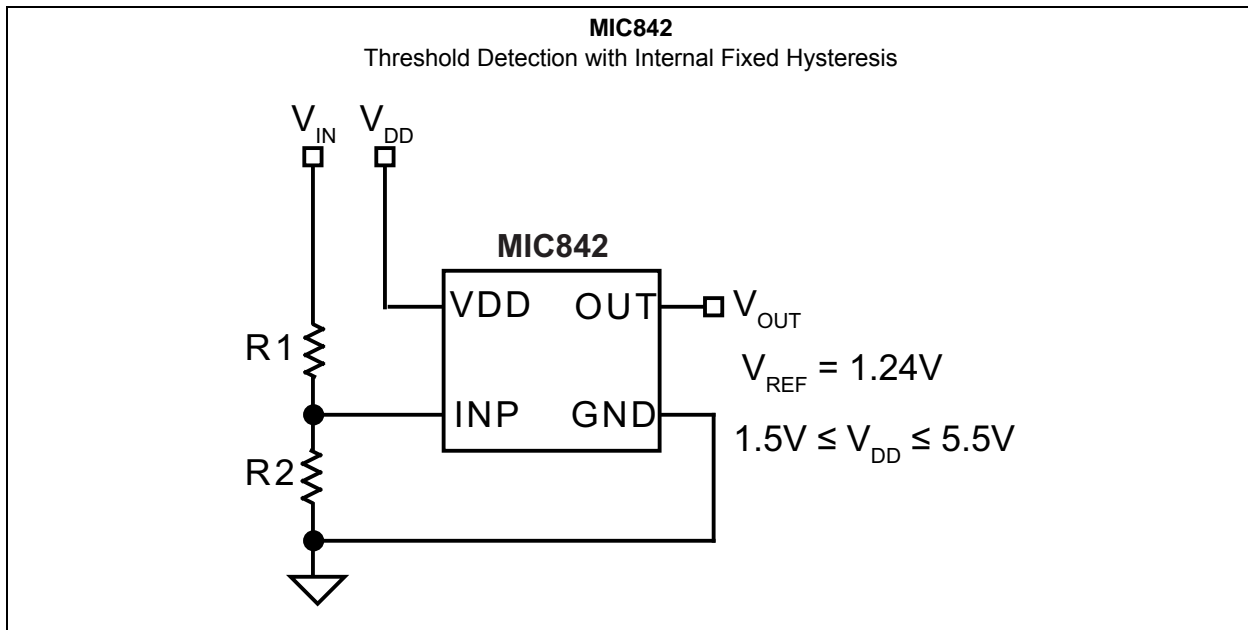 MIC842
Threshold Detection with Internal Fixed Hysteresis
VIN VDD
MIC842
VDD OUT VOUT
R1
VREF = 1.24V
INP GND
1.5V ≤ VDD ≤ 5.5V
R2